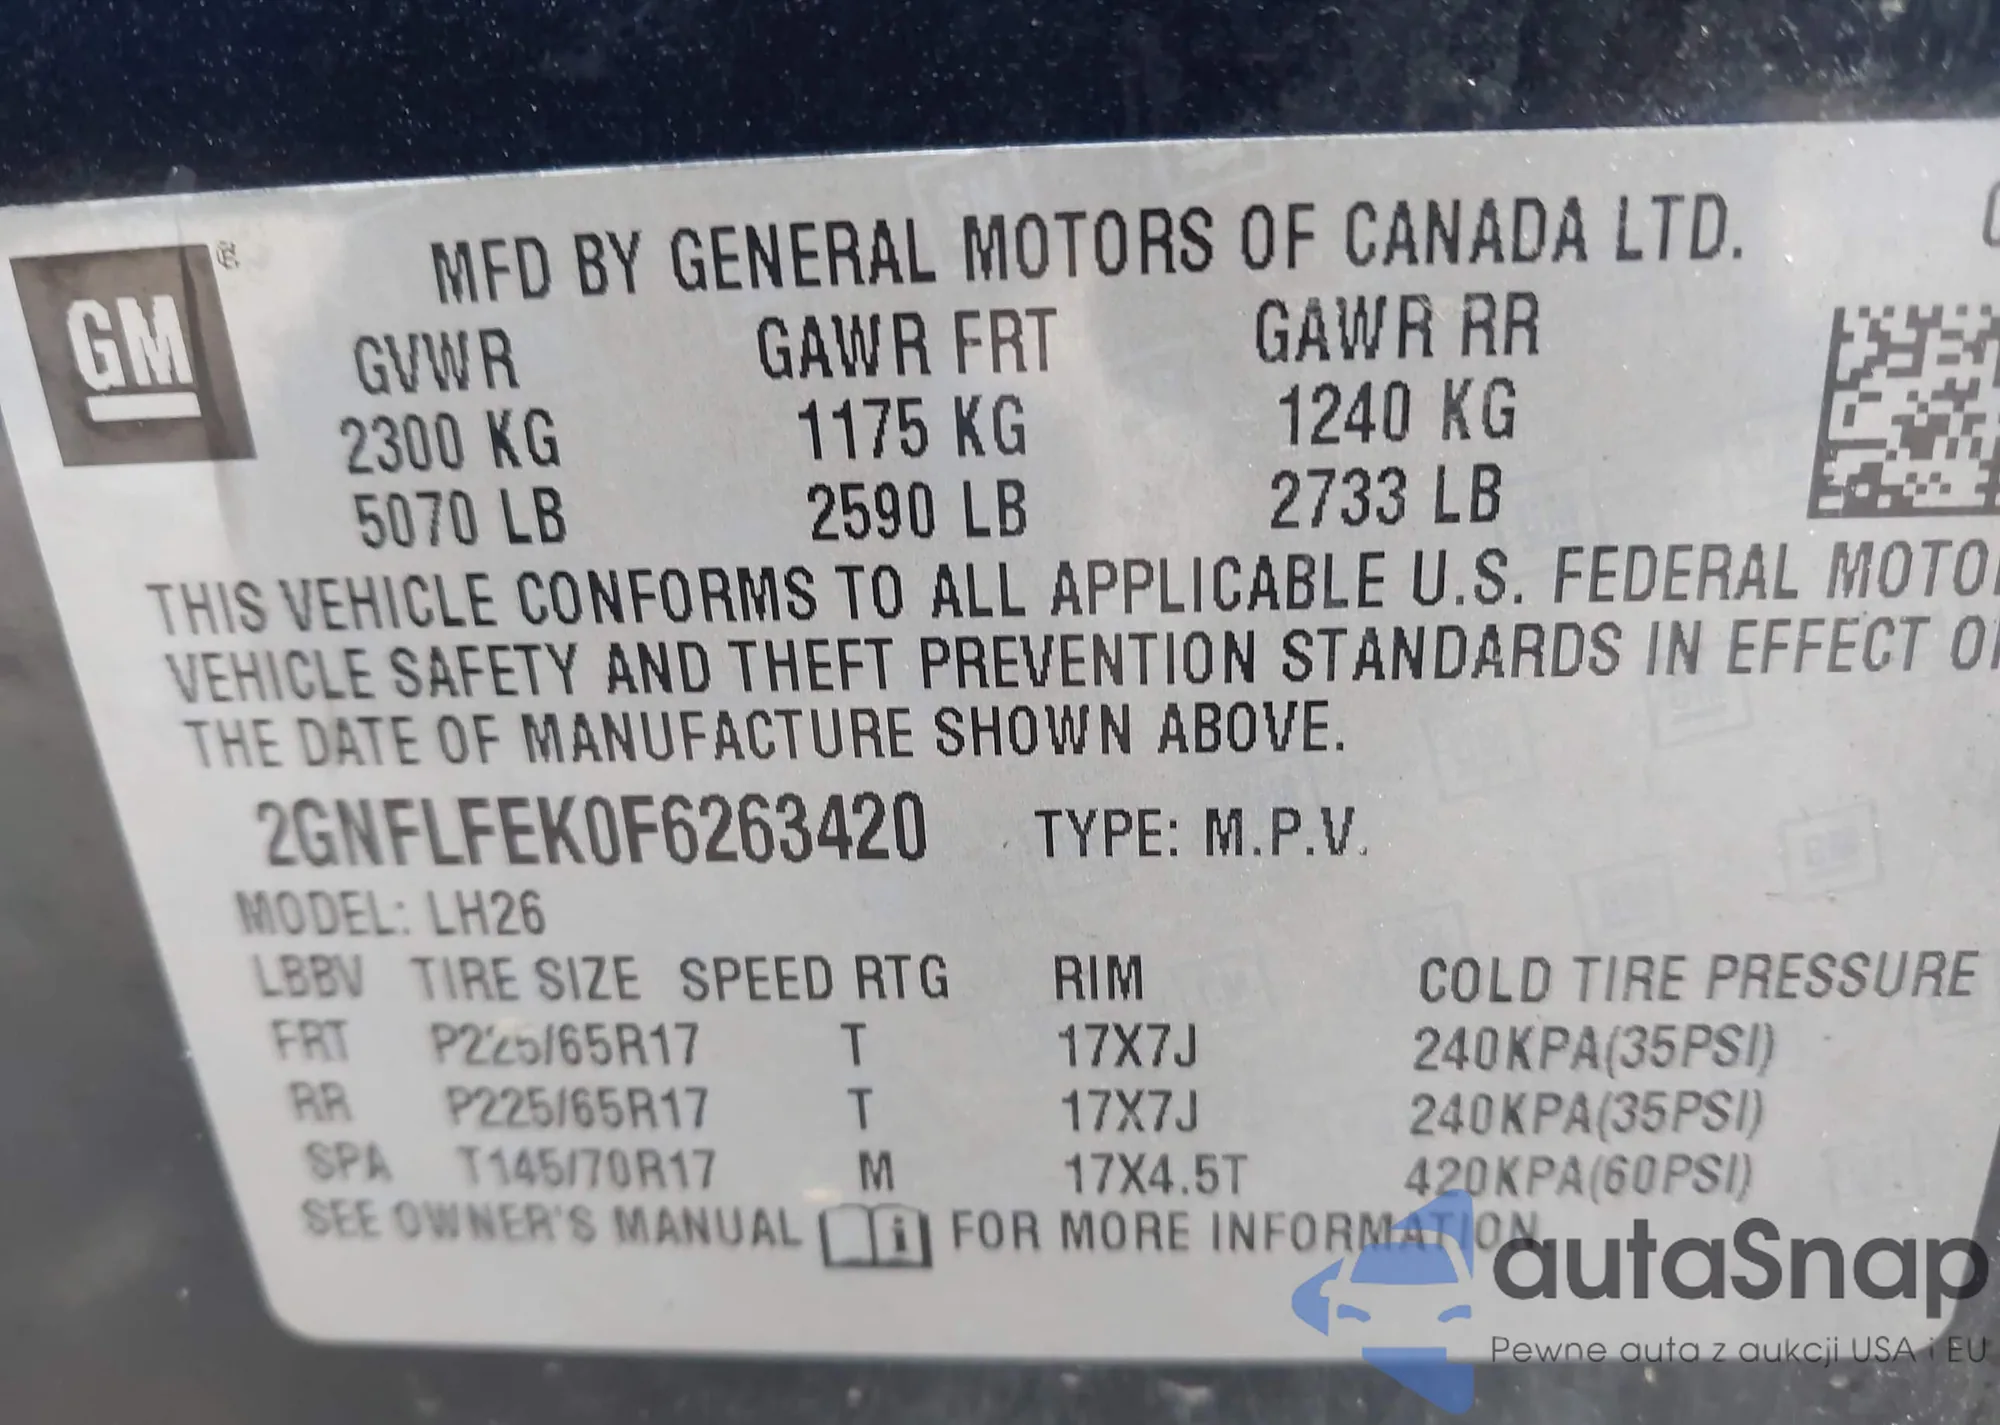 MFD BY GENERAL MOTORS OF CANADA LTD.
GM ®
GVWR GAWR FRT GAWR RR
2300 KG 1175 KG 1240 KG
5070 LB 2590 LB 2733 LB
THIS VEHICLE CONFORMS TO ALL APPLICABLE U.S. FEDERAL MOTO
VEHICLE SAFETY AND THEFT PREVENTION STANDARDS IN EFFECT O
THE DATE OF MANUFACTURE SHOWN ABOVE.
2GNFLFEK0F6263420 TYPE: M.P.V.
MODEL: LH26
LBBV TIRE SIZE SPEED RTG RIM COLD TIRE PRESSURE
FRT P225/65R17 T 17X7J 240KPA(35PSI)
RR P225/65R17 T 17X7J 240KPA(35PSI)
SPA T145/70R17 M 17X4.5T 420KPA(60PSI)
SEE OWNER'S MANUAL i FOR MORE INFORMATION.
autaSnap
Pewne auta z aukcji USA i EU